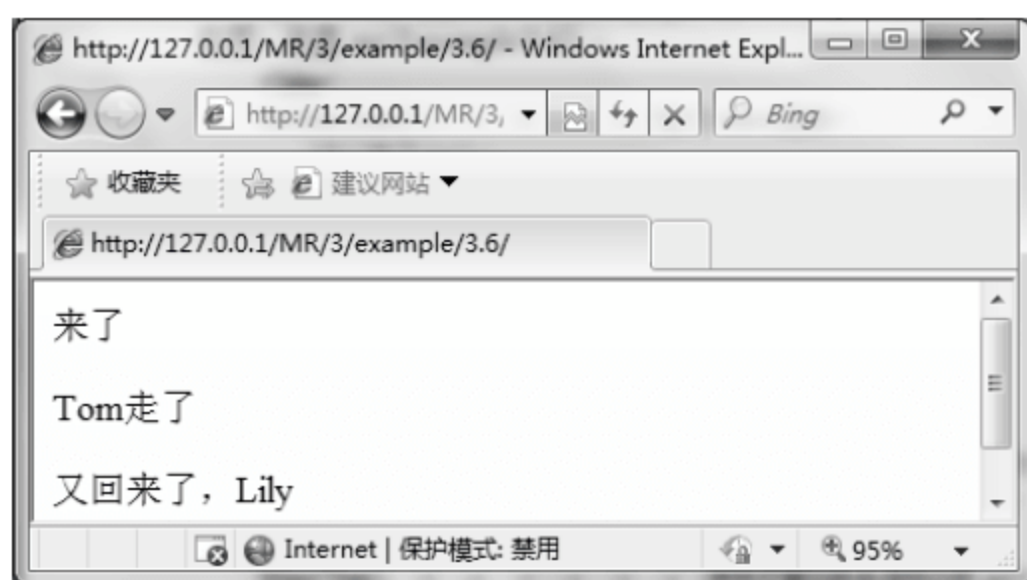 http://127.0.0.1/MR/3/example/3.6/ - Windows Internet Expl...
http://127.0.0.1/MR/3, Bing
收藏夹 建议网站
http://127.0.0.1/MR/3/example/3.6/
来了
Tom走了
又回来了，Lily
Internet | 保护模式: 禁用 95%